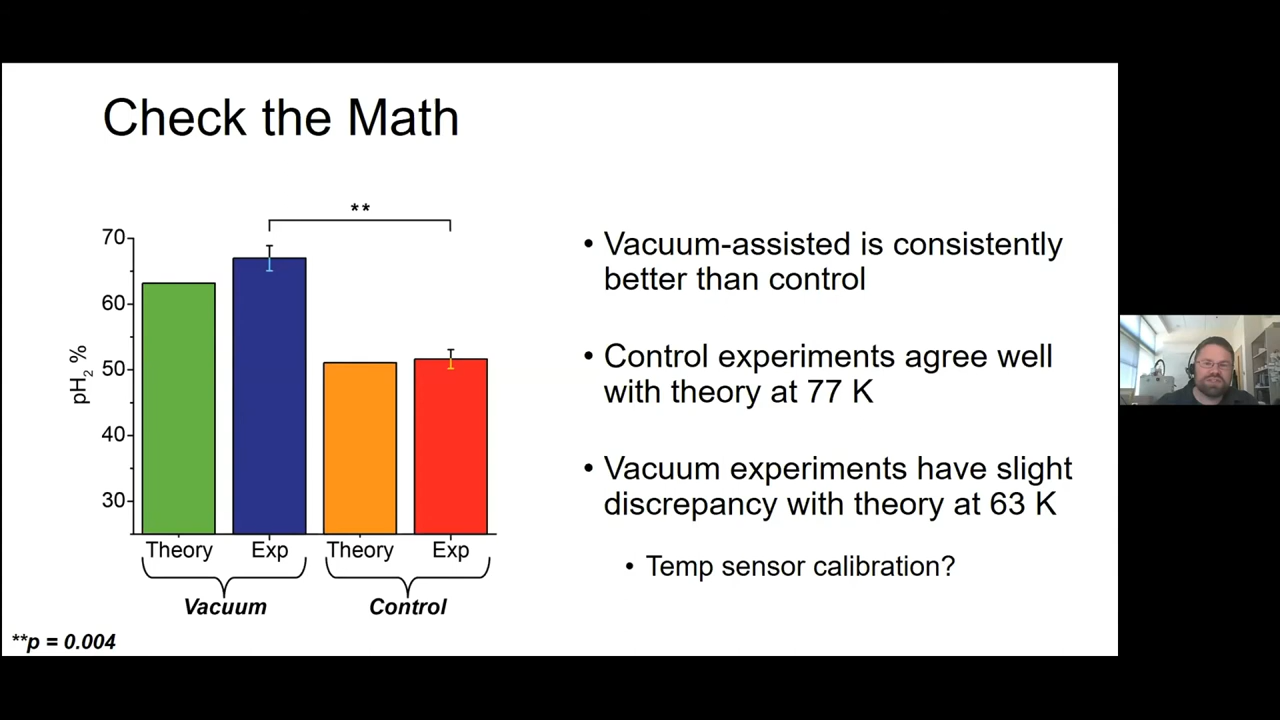 Check the Math
**
70
60
50
40
30
pH2 %
Theory
Exp
Theory
Exp
Vacuum
Control
**p = 0.004
• Vacuum-assisted is consistently
better than control
• Control experiments agree well
with theory at 77 K
• Vacuum experiments have slight
discrepancy with theory at 63 K
• Temp sensor calibration?